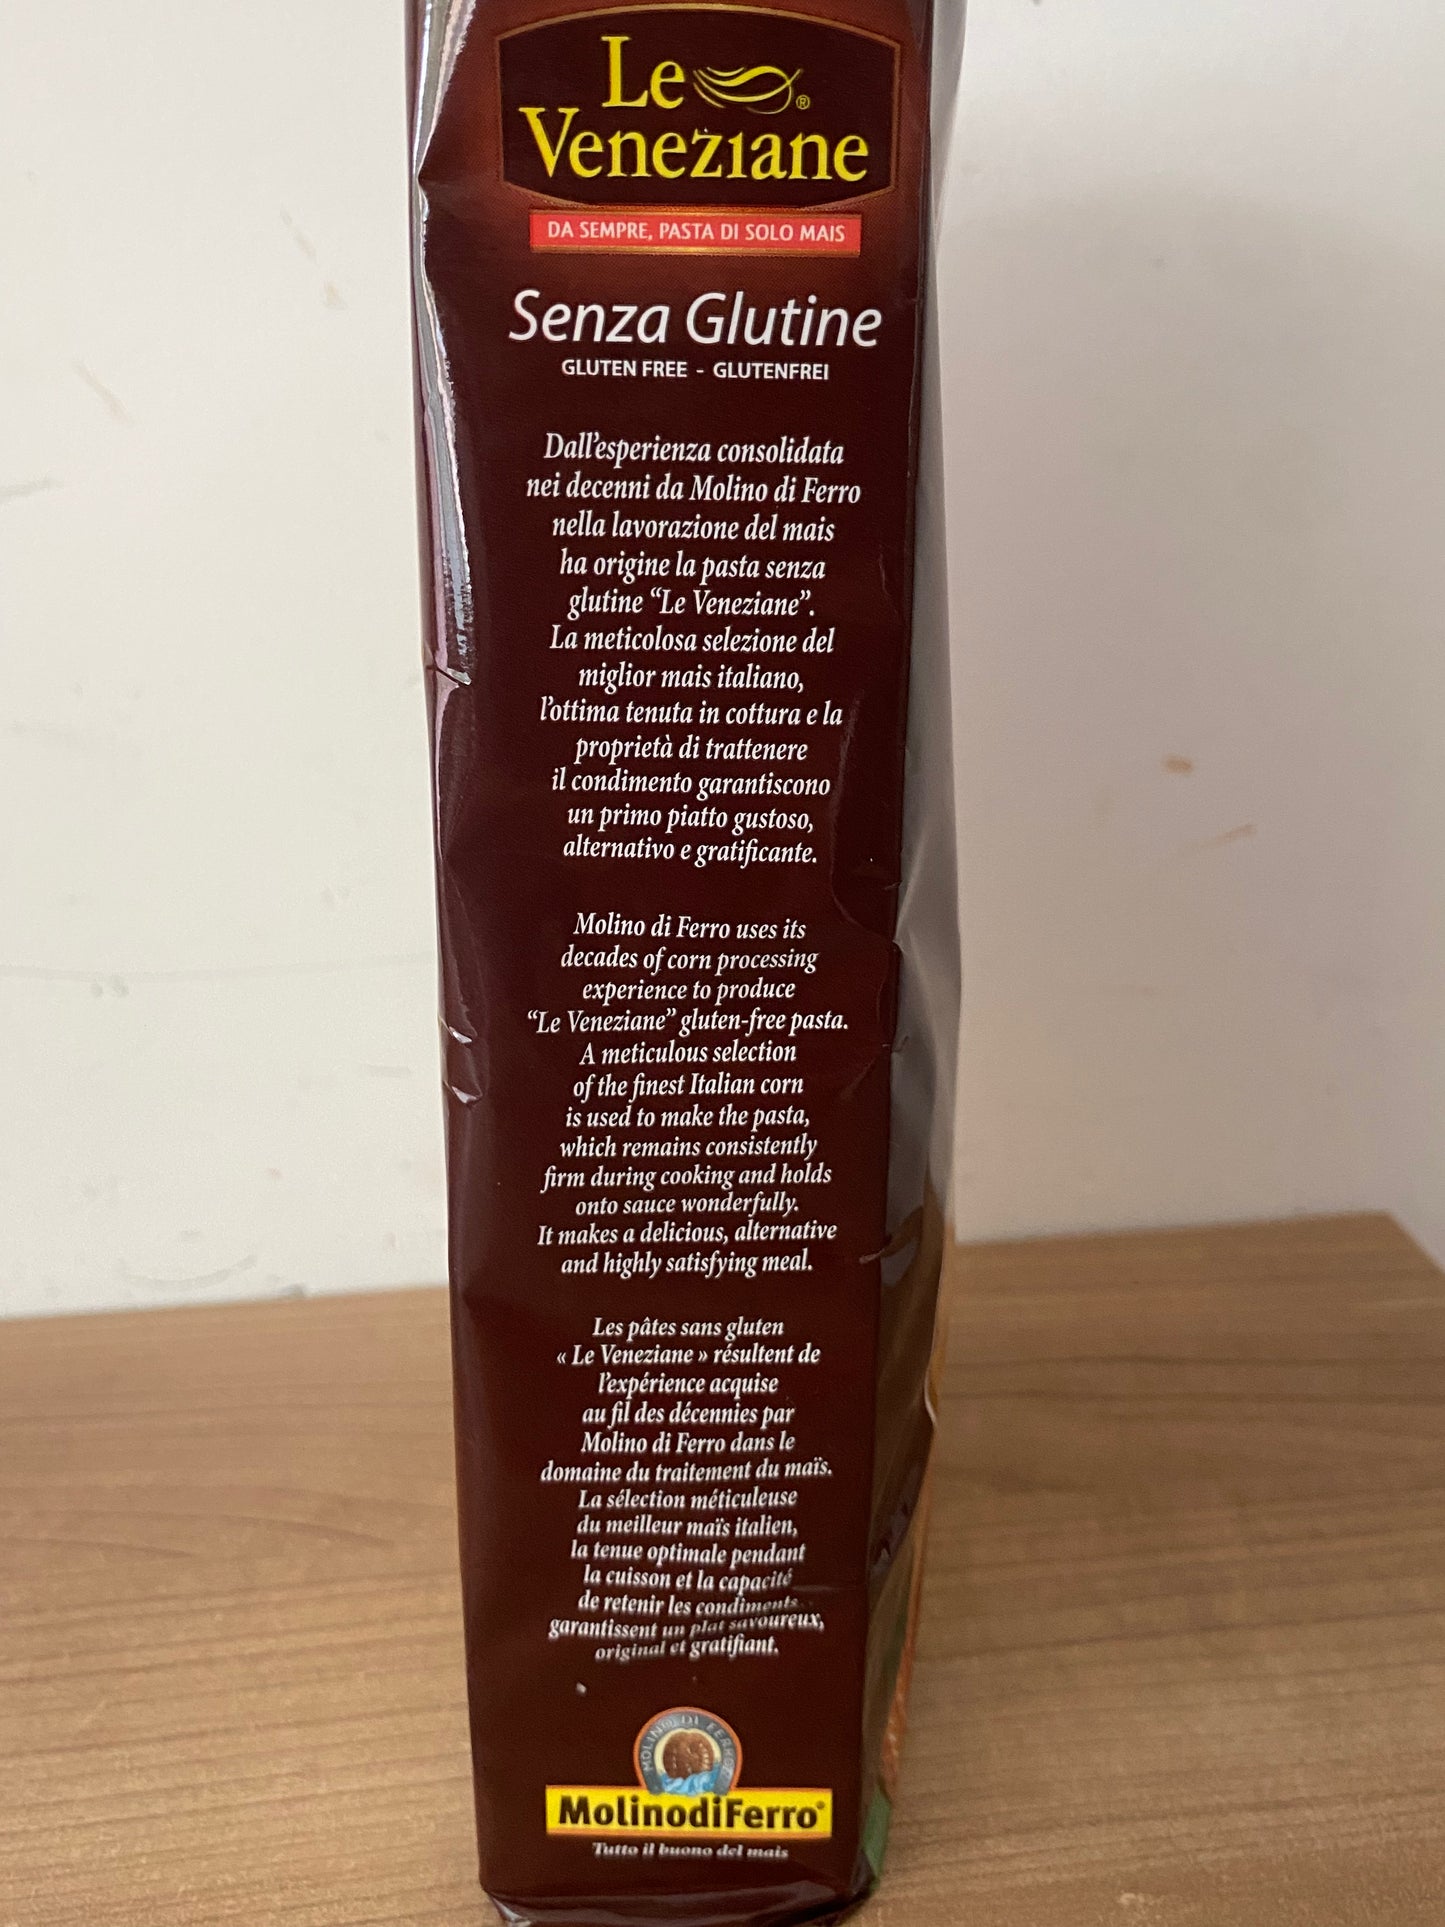 Le
Veneziane®
DA SEMPRE, PASTA DI SOLO MAIS
Senza Glutine
GLUTEN FREE - GLUTENFREI
Dall'esperienza consolidata
nei decenni da Molino di Ferro
nella lavorazione del mais
ha origine la pasta senza
glutine “Le Veneziane”.
La meticolosa selezione del
miglior mais italiano,
l'ottima tenuta in cottura e la
proprietà di trattenere
il condimento garantiscono
un primo piatto gustoso,
alternativo e gratificante.
Molino di Ferro uses its
decades of corn processing
experience to produce
“Le Veneziane” gluten-free pasta.
A meticulous selection
of the finest Italian corn
is used to make the pasta,
which remains consistently
firm during cooking and holds
onto sauce wonderfully.
It makes a delicious, alternative
and highly satisfying meal.
Les pâtes sans gluten
« Le Veneziane » résultent de
l'expérience acquise
au fil des décennies par
Molino di Ferro dans le
domaine du traitement du maïs.
La sélection méticuleuse
du meilleur maïs italien,
la tenue optimale pendant
la cuisson et la capacité
de retenir les condiments
garantissent un plat savoureux,
original et gratifiant.
MOLINO DI FERRO
MolinodiFerro®
Tutto il buono del mais